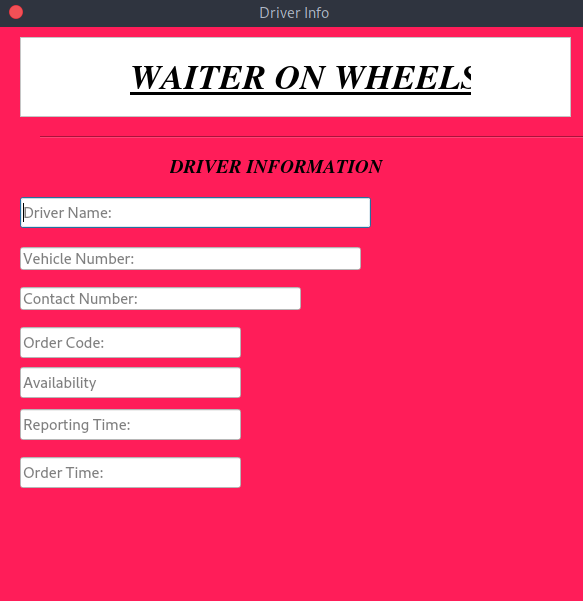 Driver Info
WAITER ON WHEELS
DRIVER INFORMATION
Driver Name:
Vehicle Number:
Contact Number:
Order Code:
Availability
Reporting Time:
Order Time: